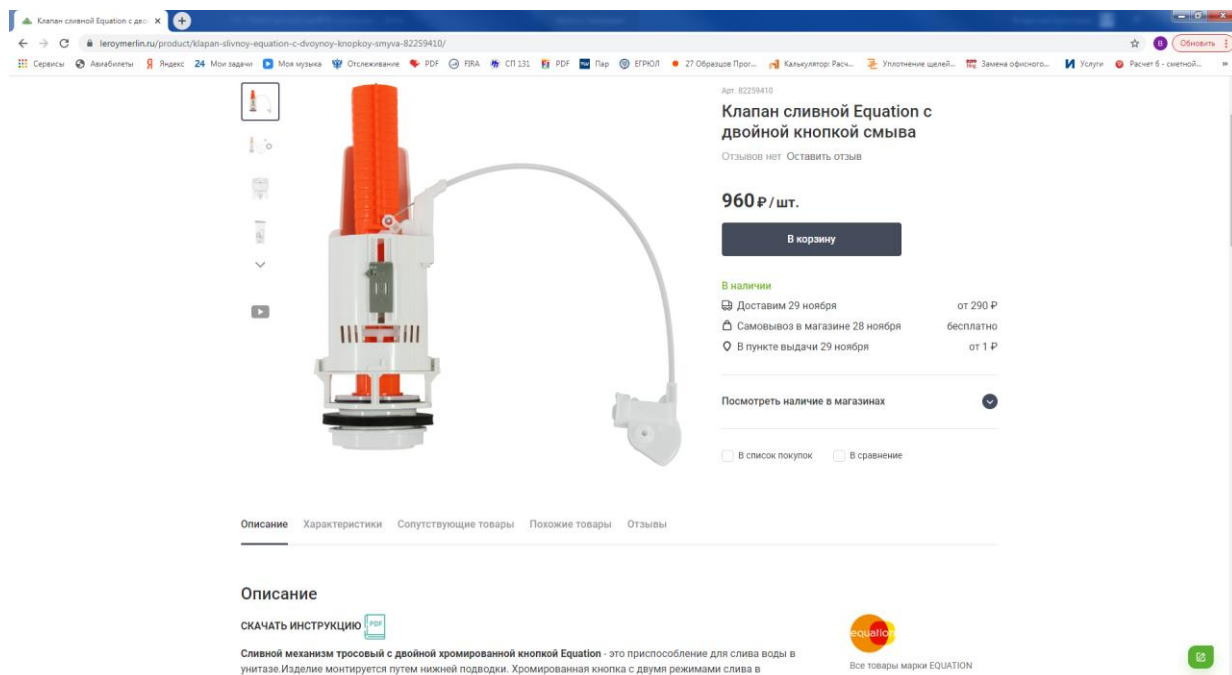 Клапан сливной Equation с дво
leroymerlin.ru/product/klapan-slivnoy-equation-c-dvoynoy-knopkoy-smyva-82259410/
В
Обновить
Сервисы
Авиабилеты
Яндекс
24 Мои задачи
Моя музыка
Отслеживание
PDF
FIRA
СП 131
PDF
Пар
ЕГРЮЛ
27 Образцов Прог...
Калькулятор: Расч...
Уплотнение щелей...
Замена офисного...
Услуги
Расчет 6 - сметной...
Арт. 82259410
Клапан сливной Equation с
двойной кнопкой смыва
Отзывов нет Оставить отзыв
960 ₽ / шт.
В корзину
В наличии
Доставим 29 ноября от 290 ₽
Самовывоз в магазине 28 ноября бесплатно
В пункте выдачи 29 ноября от 1 ₽
Посмотреть наличие в магазинах
В список покупок В сравнение
Описание Характеристики Сопутствующие товары Похожие товары Отзывы
Описание
СКАЧАТЬ ИНСТРУКЦИЮ PDF
equation
Сливной механизм тросовый с двойной хромированной кнопкой Equation - это приспособление для слива воды в
унитазе.Изделие монтируется путем нижней подводки. Хромированная кнопка с двумя режимами слива в
Все товары марки EQUATION